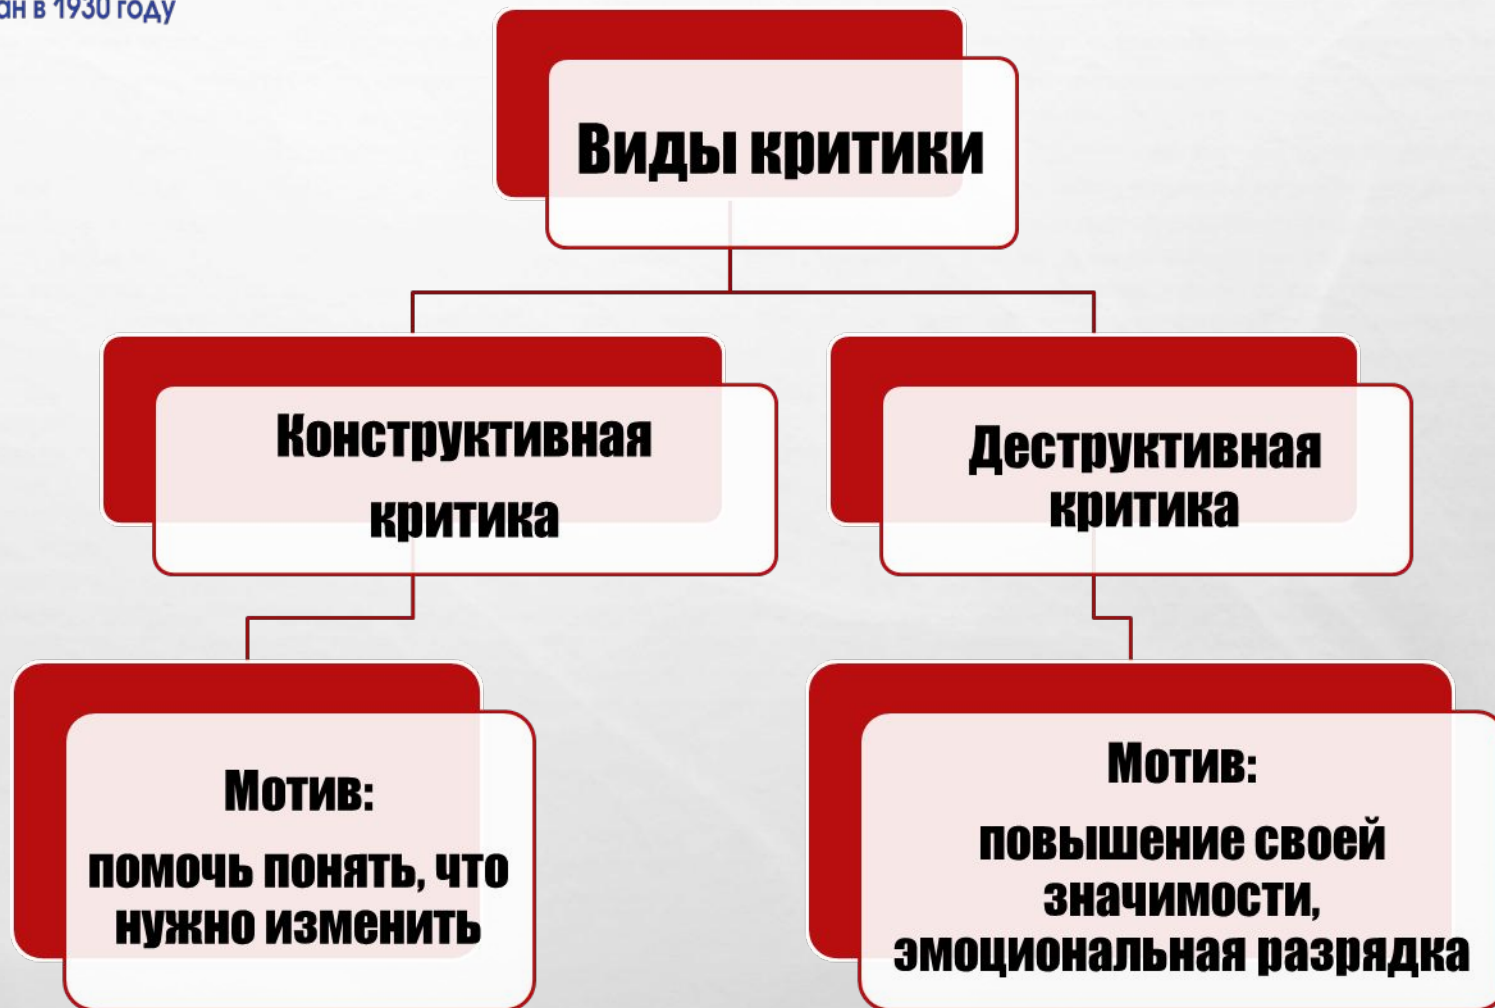 в 1930 году
Виды критики
Конструктивная
критика
Деструктивная
критика
Мотив:
помочь понять, что
нужно изменить
Мотив:
повышение своей
значимости,
эмоциональная разрядка